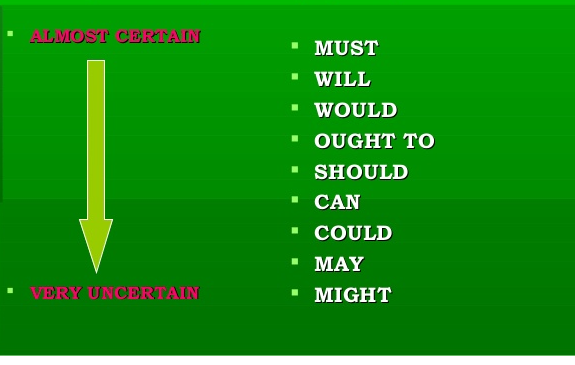 ALMOST CERTAIN
VERY UNCERTAIN
MUST
WILL
WOULD
OUGHT TO
SHOULD
CAN
COULD
MAY
MIGHT